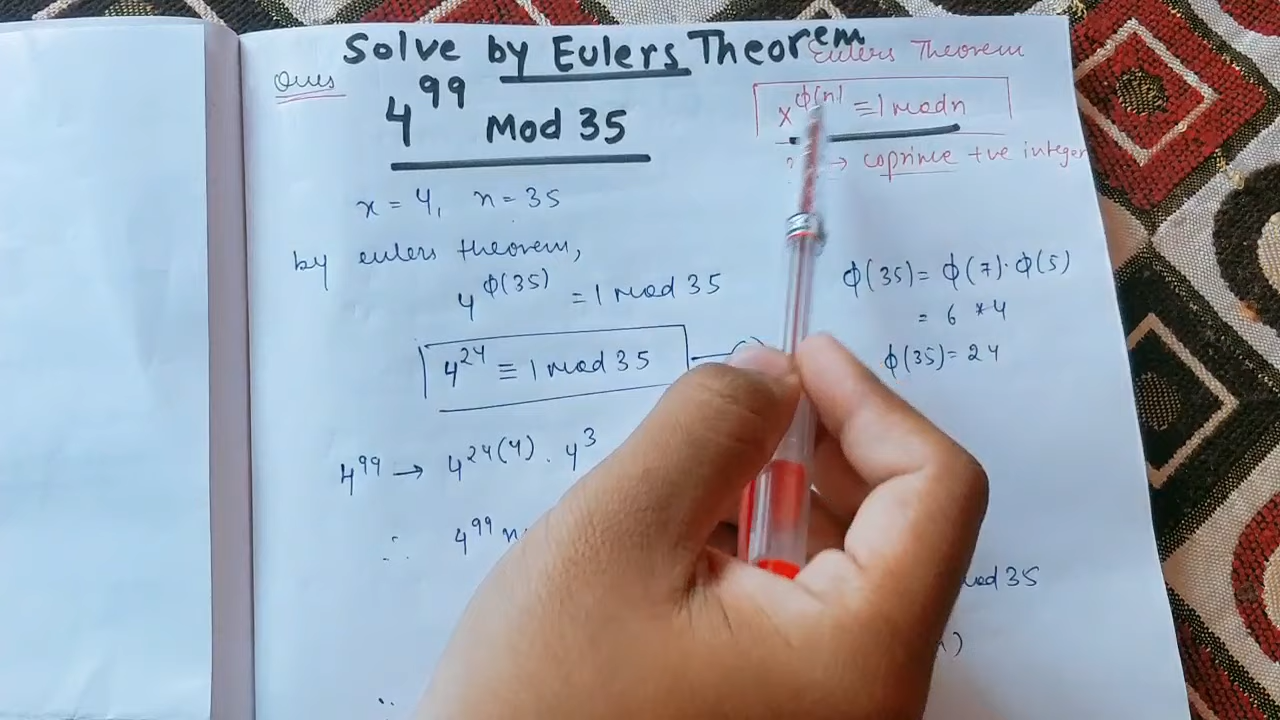 Solve by Eulers Theorem
Eulers Theorem
Ques
4^99 Mod 35
x^ϕ(n) ≡ 1 mod n
→ coprime +ve integer
x = 4, n = 35
by eulers theorem,
4^ϕ(35) = 1 mod 35
ϕ(35) = ϕ(7)·ϕ(5)
= 6 * 4
4^24 ≡ 1 mod 35
ϕ(35) = 24
4^99 → 4^24(4) . 4^3
∴ 4^99
mod 35